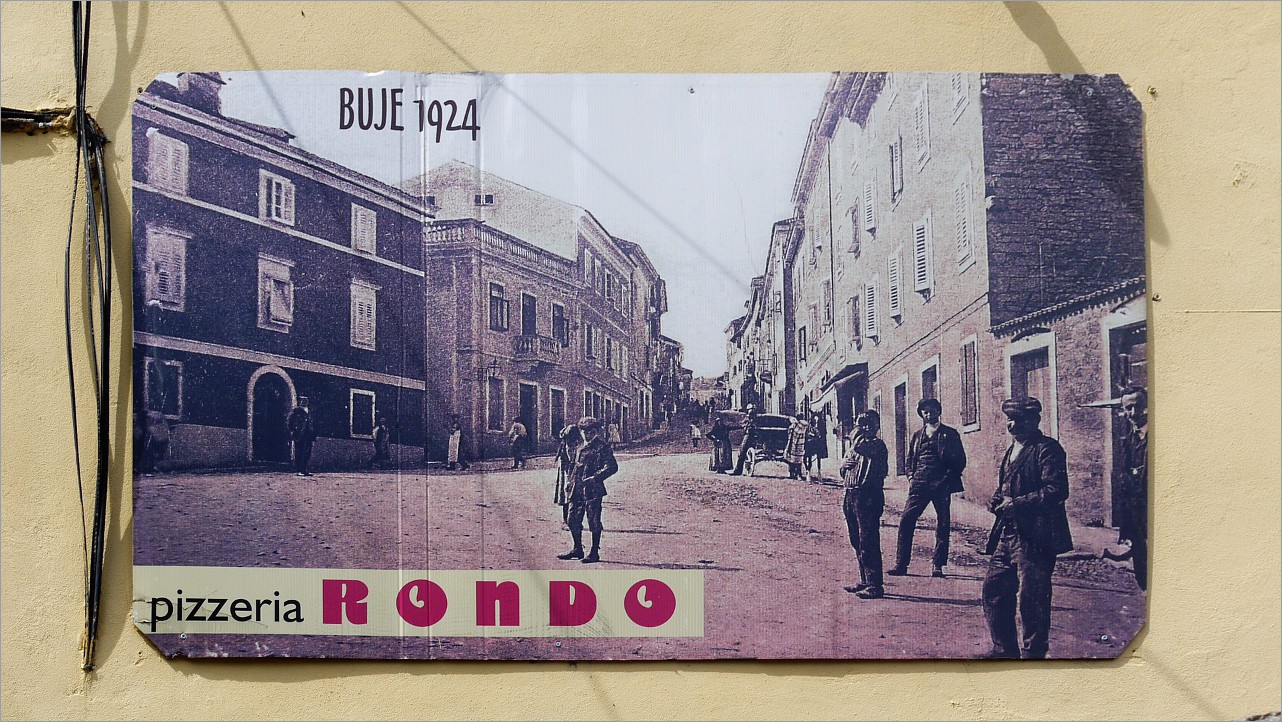 BUJE 1924
pizzeria RONDO